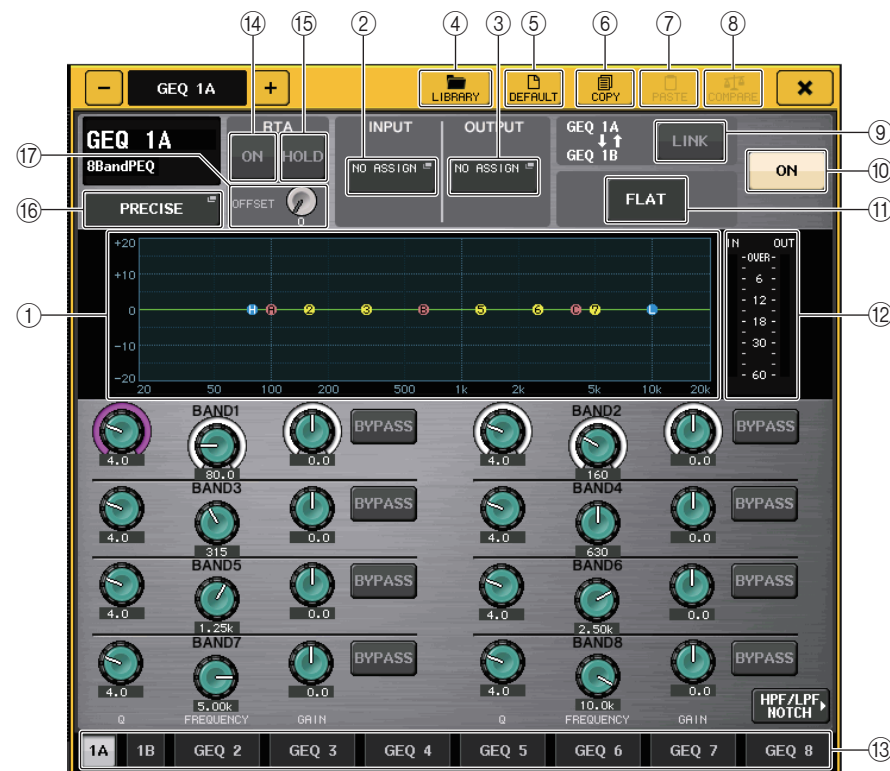 ⑭ ⑮ ② ③ ④ ⑤ ⑥ ⑦ ⑧
− GEQ 1A + LIBRARY DEFAULT COPY PASTE COMPARE ×
GEQ 1A
8BandPEQ
RTA
ON HOLD
INPUT
NO ASSIGN
OUTPUT
NO ASSIGN
GEQ 1A
GEQ 1B
LINK
⑨
ON
⑩
⑰
OFFSET
0
FLAT
⑪
⑯
PRECISE
①
+20
+10
0
−10
−20
H A 2 3 B 5 6 C 7 L
20 50 100 200 500 1k 2k 5k 10k 20k
IN OUT
-OVER-
6
12
18
30
60
⑫
BAND1
4.0 80.0 0.0 BYPASS
BAND2
4.0 160 0.0 BYPASS
BAND3
4.0 315 0.0 BYPASS
BAND4
4.0 630 0.0 BYPASS
BAND5
4.0 1.25k 0.0 BYPASS
BAND6
4.0 2.50k 0.0 BYPASS
BAND7
4.0 5.00k 0.0 BYPASS
BAND8
4.0 10.0k 0.0 BYPASS
Q FREQUENCY GAIN
Q FREQUENCY GAIN
HPF/LPF
NOTCH
1A 1B GEQ 2 GEQ 3 GEQ 4 GEQ 5 GEQ 6 GEQ 7 GEQ 8
⑬